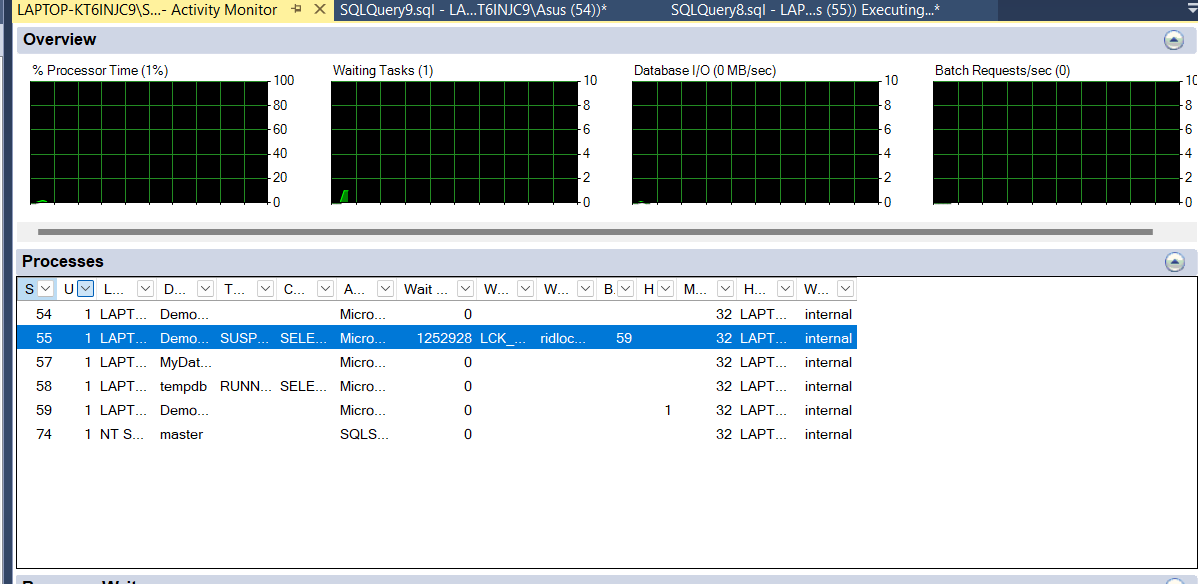 LAPTOP-KT6INJC9\S...- Activity Monitor SQLQuery9.sql - LA...T6INJC9\Asus (54))* SQLQuery8.sql - LAP...s (55)) Executing...*
Overview
% Processor Time (1%) Waiting Tasks (1) Database I/O (0 MB/sec) Batch Requests/sec (0)
100 10 10 10
80 8 8 8
60 6 6 6
40 4 4 4
20 2 2 2
0 0 0 0
Processes
S U L... D... T... C... A... Wait ... W... W... B. H M... H... W...
54 1 LAPT... Demo... Micro... 0 32 LAPT... internal
55 1 LAPT... Demo... SUSP... SELE... Micro... 1252928 LCK_... ridloc... 59 32 LAPT... internal
57 1 LAPT... MyDat... Micro... 0 32 LAPT... internal
58 1 LAPT... tempdb RUNN... SELE... Micro... 0 32 LAPT... internal
59 1 LAPT... Demo... Micro... 0 1 32 LAPT... internal
74 1 NT S... master SQLS... 0 32 LAPT... internal